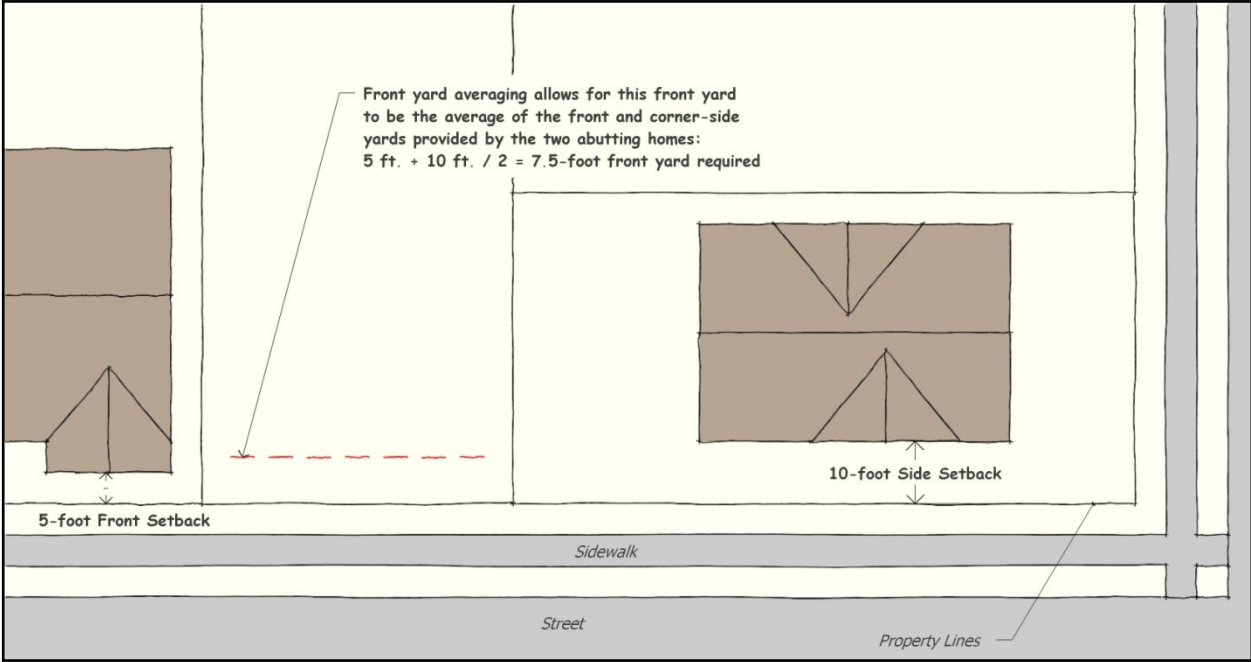 Front yard averaging allows for this front yard
to be the average of the front and corner-side
yards provided by the two abutting homes:
5 ft. + 10 ft. / 2 = 7.5-foot front yard required
10-foot Side Setback
5-foot Front Setback
Sidewalk
Street
Property Lines